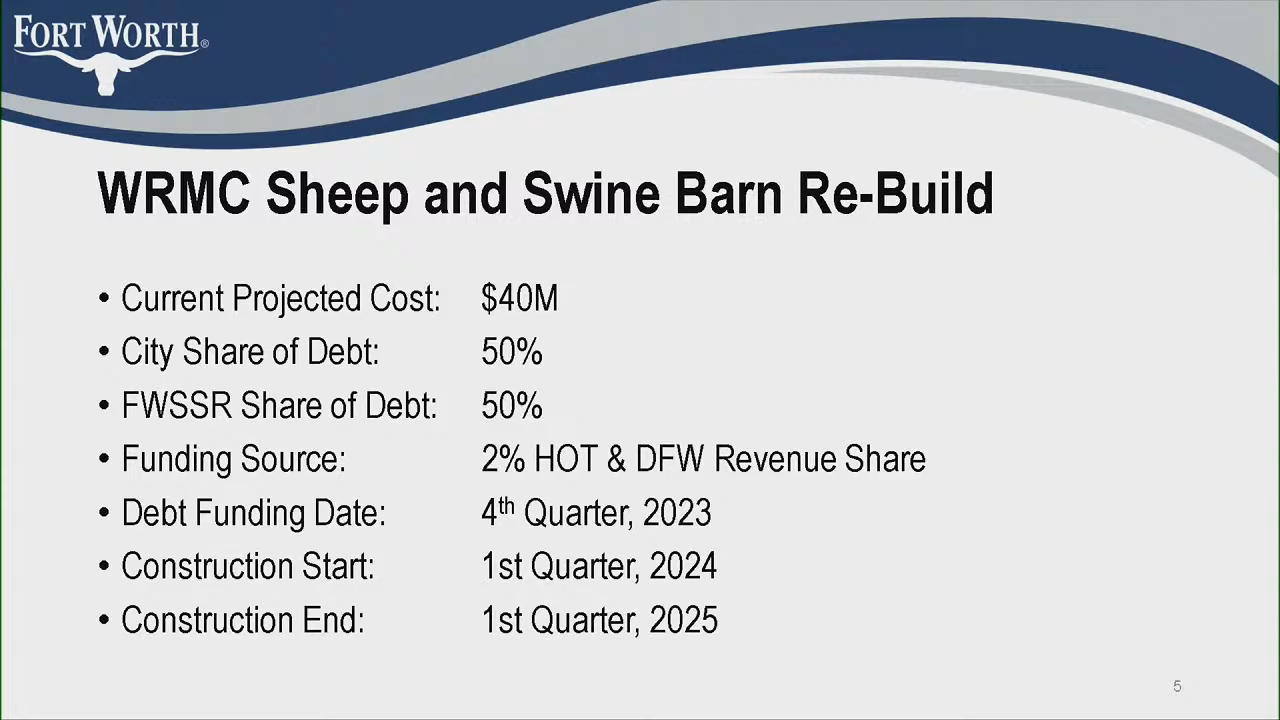 FORT WORTH®
WRMC Sheep and Swine Barn Re-Build
• Current Projected Cost: $40M
• City Share of Debt: 50%
• FWSSR Share of Debt: 50%
• Funding Source: 2% HOT & DFW Revenue Share
• Debt Funding Date: 4th Quarter, 2023
• Construction Start: 1st Quarter, 2024
• Construction End: 1st Quarter, 2025
5